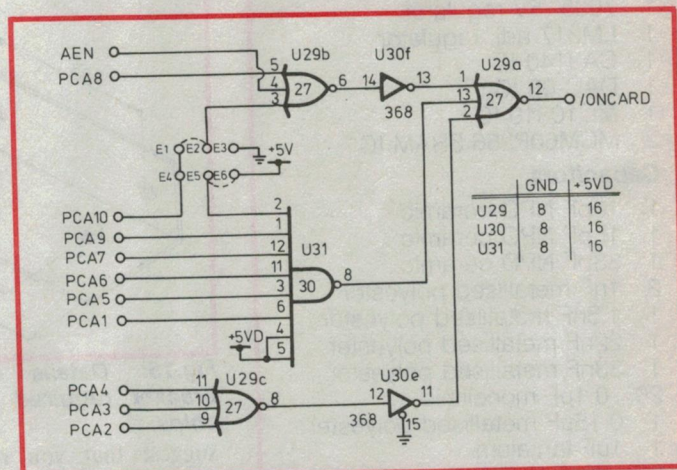 AEN
PCA8
U29b
5
4
3
27
6
U30f
14
13
368
U29a
1
13
2
27
12
/ONCARD
E1 E2 E3
+5V
E4 E5 E6
PCA10
PCA9
PCA7
PCA6
PCA5
PCA1
2
1
12
11
3
6
4
5
U31
30
8
+5VD
GND +5VD
U29 8 16
U30 8 16
U31 8 16
PCA4
PCA3
PCA2
11
10
9
U29c
27
8
U30e
12
11
368
15